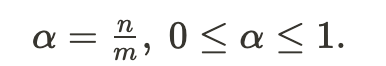 α = n/m, 0 ≤ α ≤ 1.